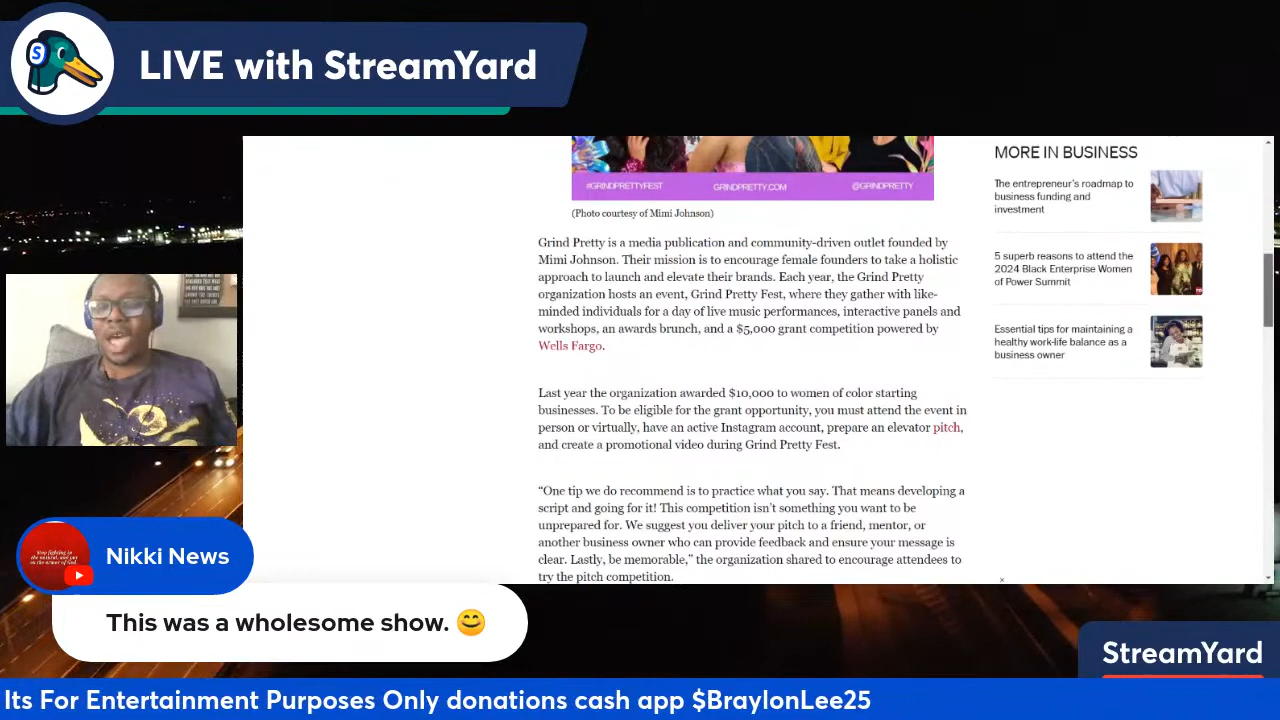 S
LIVE with StreamYard
#GRINDPRETTYFEST
GRINDPRETTY.COM
@GRINDPRETTY
(Photo courtesy of Mimi Johnson)
Grind Pretty is a media publication and community-driven outlet founded by
Mimi Johnson. Their mission is to encourage female founders to take a holistic
approach to launch and elevate their brands. Each year, the Grind Pretty
organization hosts an event, Grind Pretty Fest, where they gather with like-
minded individuals for a day of live music performances, interactive panels and
workshops, an awards brunch, and a $5,000 grant competition powered by
Wells Fargo.
Last year the organization awarded $10,000 to women of color starting
businesses. To be eligible for the grant opportunity, you must attend the event in
person or virtually, have an active Instagram account, prepare an elevator pitch,
and create a promotional video during Grind Pretty Fest.
“One tip we do recommend is to practice what you say. That means developing a
script and going for it! This competition isn’t something you want to be
unprepared for. We suggest you deliver your pitch to a friend, mentor, or
another business owner who can provide feedback and ensure your message is
clear. Lastly, be memorable,” the organization shared to encourage attendees to
try the pitch competition.
MORE IN BUSINESS
The entrepreneur's roadmap to
business funding and
investment
5 superb reasons to attend the
2024 Black Enterprise Women
of Power Summit
Essential tips for maintaining a
healthy work-life balance as a
business owner
Stop fighting in
the natural, and put
on the armor of God
Nikki News
This was a wholesome show. 😊
StreamYard
Its For Entertainment Purposes Only donations cash app $BraylonLee25